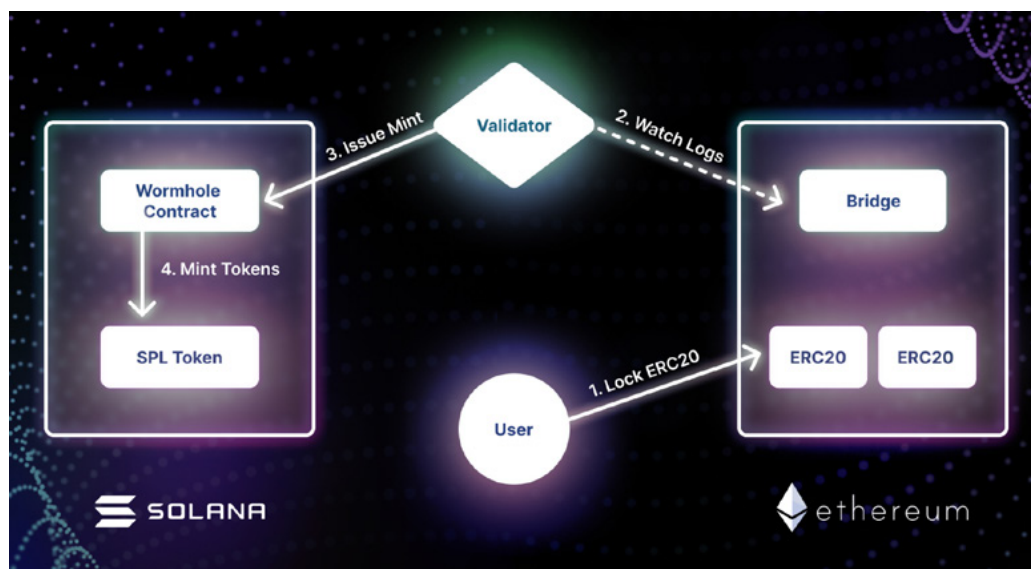 Validator
3. Issue Mint
2. Watch Logs
Wormhole
Contract
Bridge
4. Mint Tokens
SPL Token
ERC20
ERC20
1. Lock ERC20
User
SOLANA
ethereum